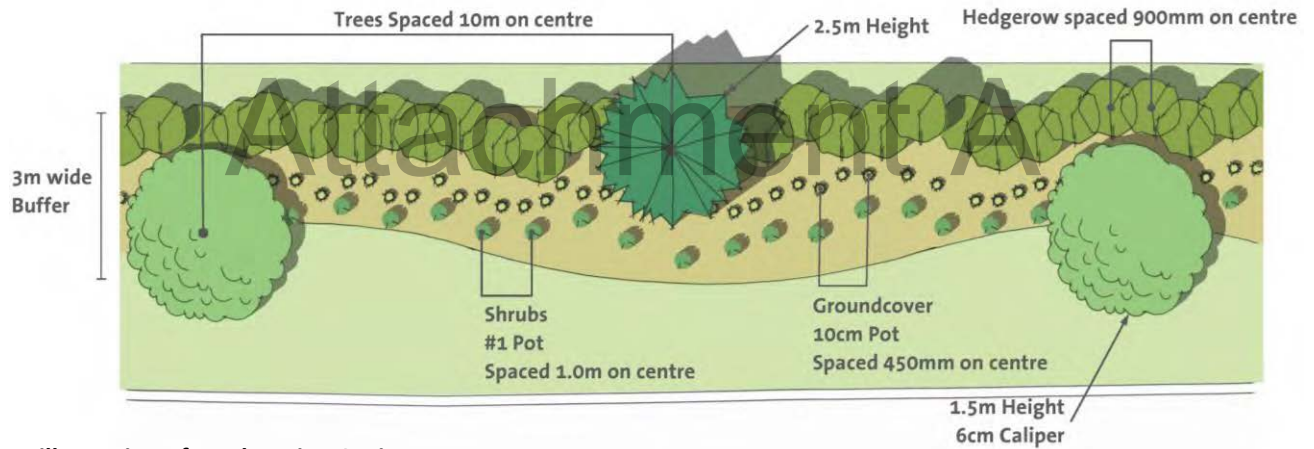 Trees Spaced 10m on centre
Hedgerow spaced 900mm on centre
2.5m Height
Attachment A
3m wide
Buffer
Shrubs
#1 Pot
Spaced 1.0m on centre
Groundcover
10cm Pot
Spaced 450mm on centre
1.5m Height
6cm Caliper